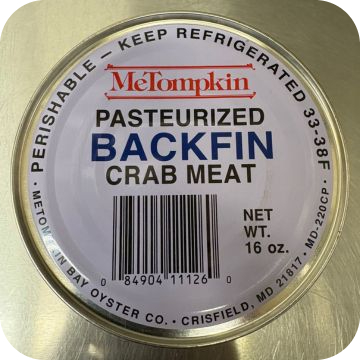 PERISHABLE – KEEP REFRIGERATED 33-38F
MeTompkin
PASTEURIZED
BACKFIN
CRAB MEAT
NET
WT.
16 oz.
0 84904 11126 0
BAY OYSTER CO. · CRISFIELD, MD 21817 · MD-220CP ·